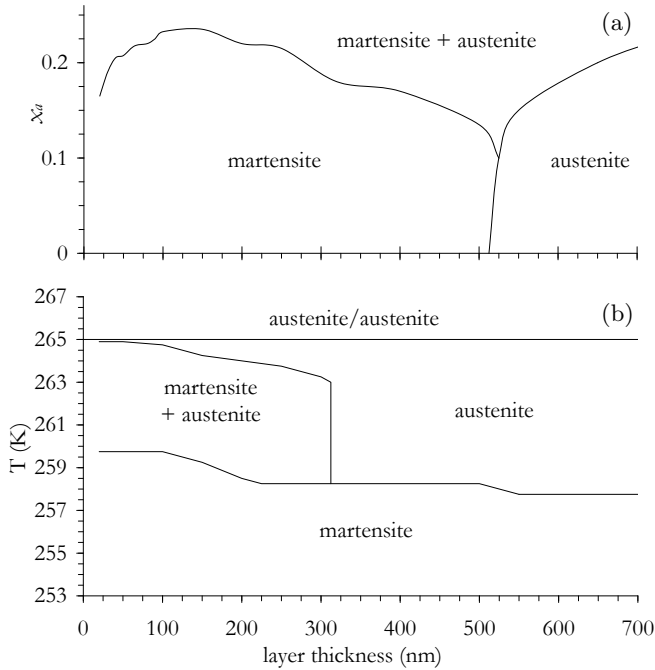 (a)
martensite + austenite
0.2
xₐ
0.1
martensite
austenite
0
(b)
267
austenite/austenite
265
263
martensite
+ austenite
austenite
261
T (K)
259
257
martensite
255
253
0 100 200 300 400 500 600 700
layer thickness (nm)